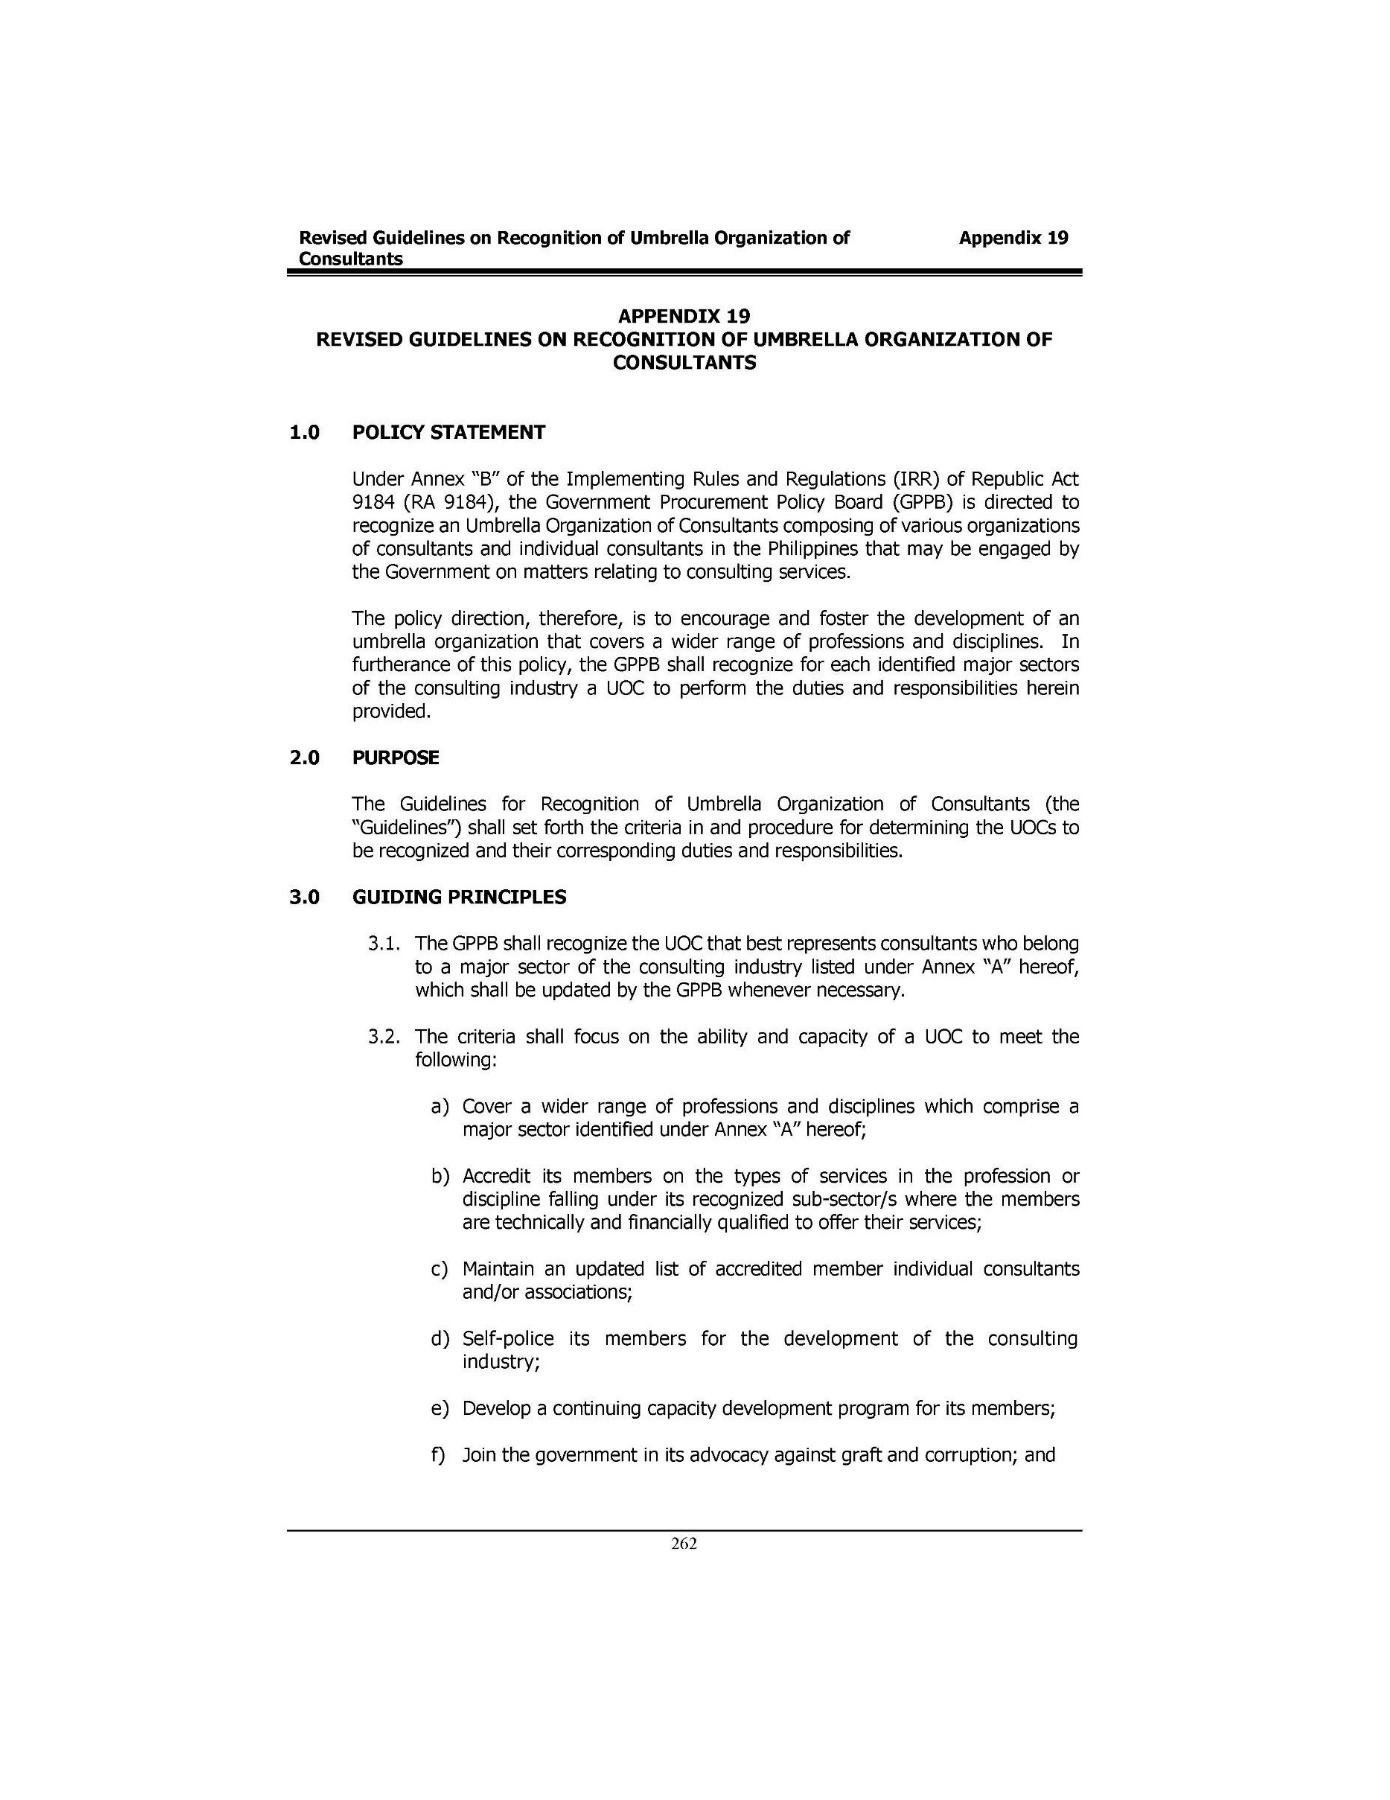 Revised Guidelines on Recognition of Umbrella Organization of Appendix 19
Consultants
APPENDIX 19
REVISED GUIDELINES ON RECOGNITION OF UMBRELLA ORGANIZATION OF
CONSULTANTS
1.0 POLICY STATEMENT
Under Annex “B” of the Implementing Rules and Regulations (IRR) of Republic Act
9184 (RA 9184), the Government Procurement Policy Board (GPPB) is directed to
recognize an Umbrella Organization of Consultants composing of various organizations
of consultants and individual consultants in the Philippines that may be engaged by
the Government on matters relating to consulting services.
The policy direction, therefore, is to encourage and foster the development of an
umbrella organization that covers a wider range of professions and disciplines. In
furtherance of this policy, the GPPB shall recognize for each identified major sectors
of the consulting industry a UOC to perform the duties and responsibilities herein
provided.
2.0 PURPOSE
The Guidelines for Recognition of Umbrella Organization of Consultants (the
“Guidelines”) shall set forth the criteria in and procedure for determining the UOCs to
be recognized and their corresponding duties and responsibilities.
3.0 GUIDING PRINCIPLES
3.1. The GPPB shall recognize the UOC that best represents consultants who belong
to a major sector of the consulting industry listed under Annex “A” hereof,
which shall be updated by the GPPB whenever necessary.
3.2. The criteria shall focus on the ability and capacity of a UOC to meet the
following:
a) Cover a wider range of professions and disciplines which comprise a
major sector identified under Annex “A” hereof;
b) Accredit its members on the types of services in the profession or
discipline falling under its recognized sub-sector/s where the members
are technically and financially qualified to offer their services;
c) Maintain an updated list of accredited member individual consultants
and/or associations;
d) Self-police its members for the development of the consulting
industry;
e) Develop a continuing capacity development program for its members;
f) Join the government in its advocacy against graft and corruption; and
262